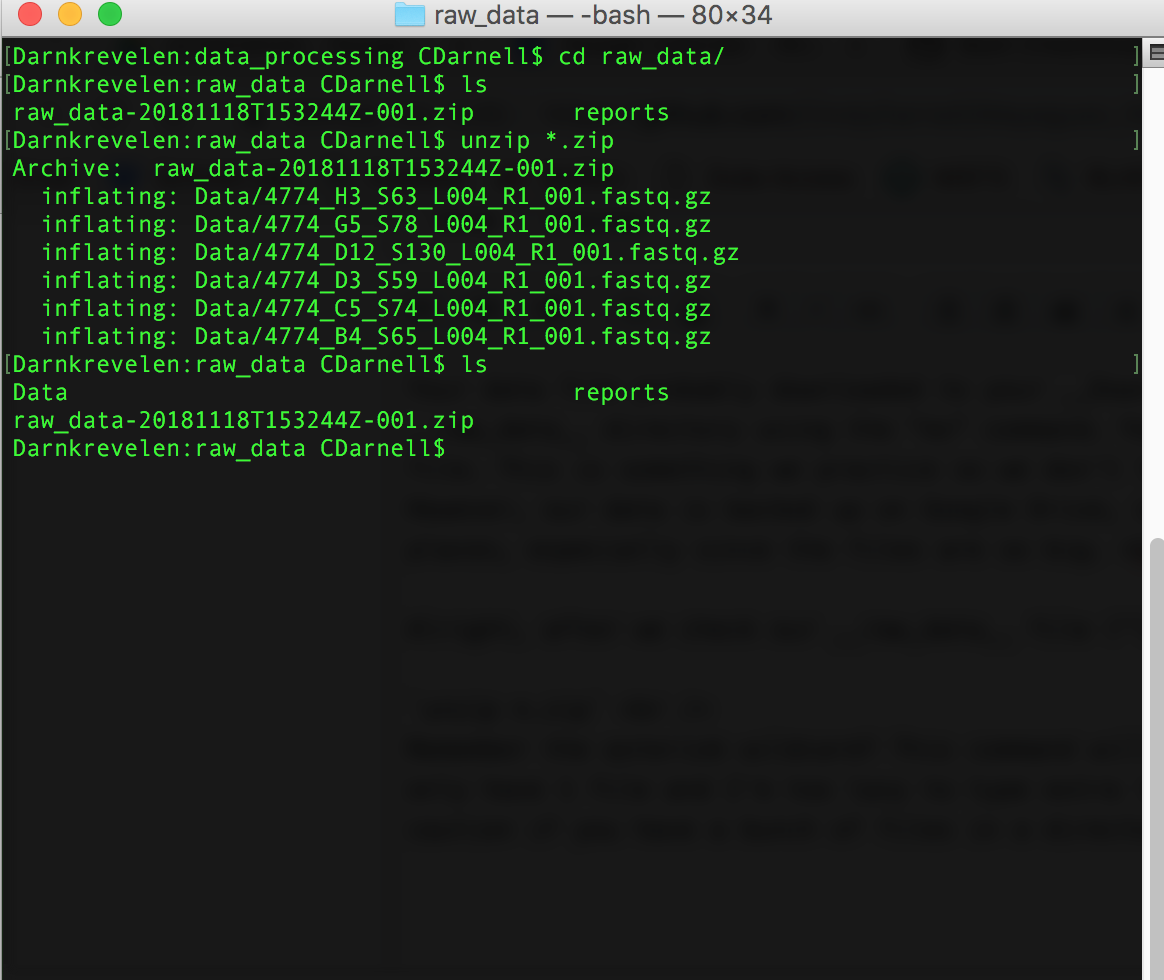 raw_data — -bash — 80×34
[Darnkrevelen:data_processing CDarnell$ cd raw_data/ ]
[Darnkrevelen:raw_data CDarnell$ ls ]
raw_data-20181118T153244Z-001.zip reports
[Darnkrevelen:raw_data CDarnell$ unzip *.zip ]
Archive:  raw_data-20181118T153244Z-001.zip
  inflating: Data/4774_H3_S63_L004_R1_001.fastq.gz
  inflating: Data/4774_G5_S78_L004_R1_001.fastq.gz
  inflating: Data/4774_D12_S130_L004_R1_001.fastq.gz
  inflating: Data/4774_D3_S59_L004_R1_001.fastq.gz
  inflating: Data/4774_C5_S74_L004_R1_001.fastq.gz
  inflating: Data/4774_B4_S65_L004_R1_001.fastq.gz
[Darnkrevelen:raw_data CDarnell$ ls ]
Data reports
raw_data-20181118T153244Z-001.zip
Darnkrevelen:raw_data CDarnell$